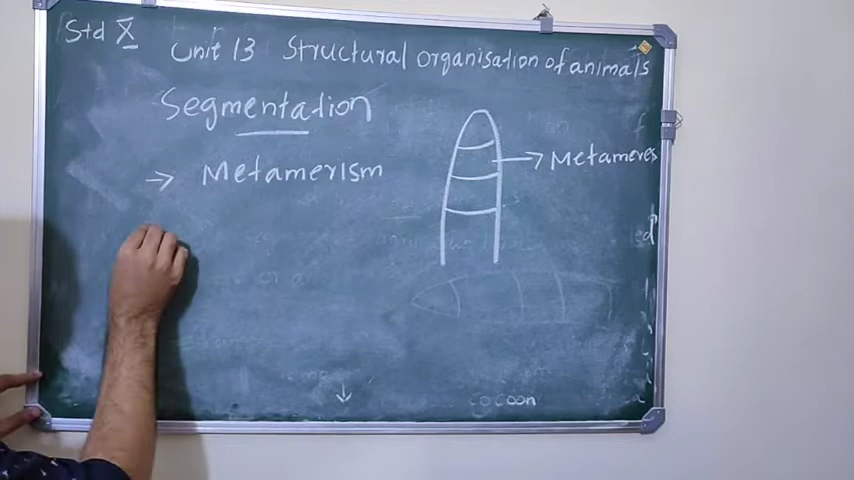 Std X
Unit 13 Structural organisation of animals
Segmentation
→ Metamerism
→ Metameres
cocoon